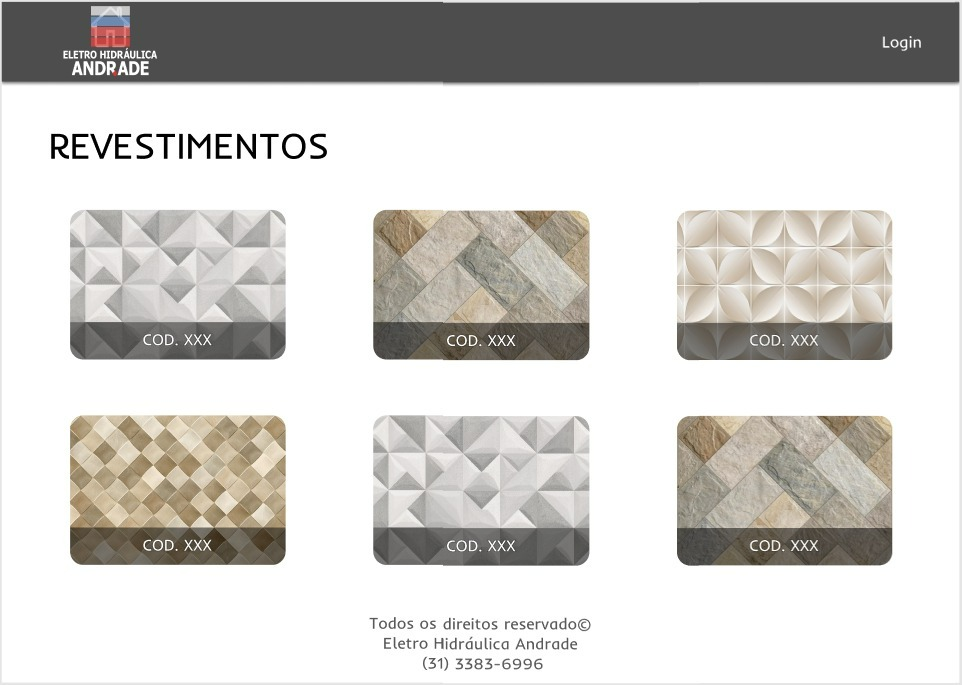 ELETRO HIDRÁULICA
ANDRADE
Login
REVESTIMENTOS
COD. XXX
COD. XXX
COD. XXX
COD. XXX
COD. XXX
COD. XXX
Todos os direitos reservado©
Eletro Hidráulica Andrade
(31) 3383-6996